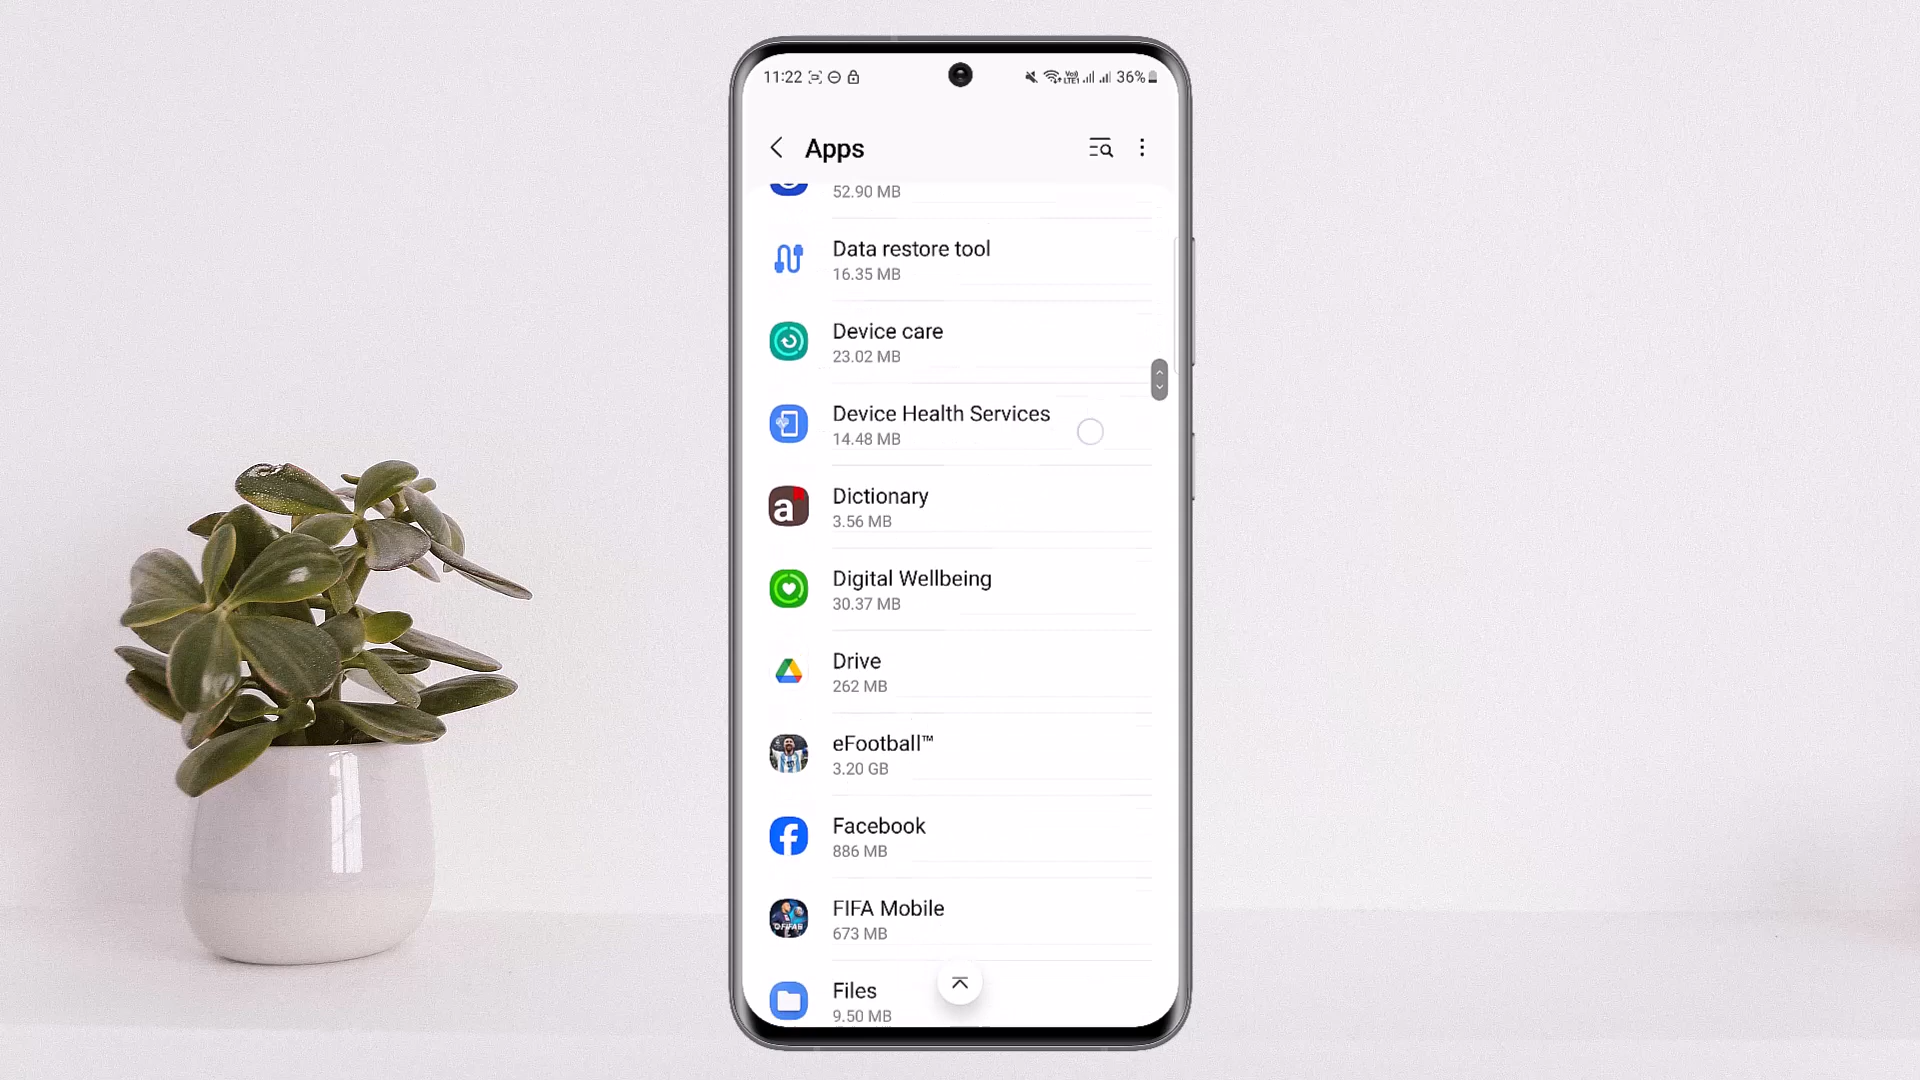 11:22 36%
Apps
52.90 MB
Data restore tool
16.35 MB
Device care
23.02 MB
Device Health Services
14.48 MB
a Dictionary
3.56 MB
Digital Wellbeing
30.37 MB
Drive
262 MB
eFootball™
3.20 GB
Facebook
886 MB
FIFA Mobile
673 MB
Files
9.50 MB